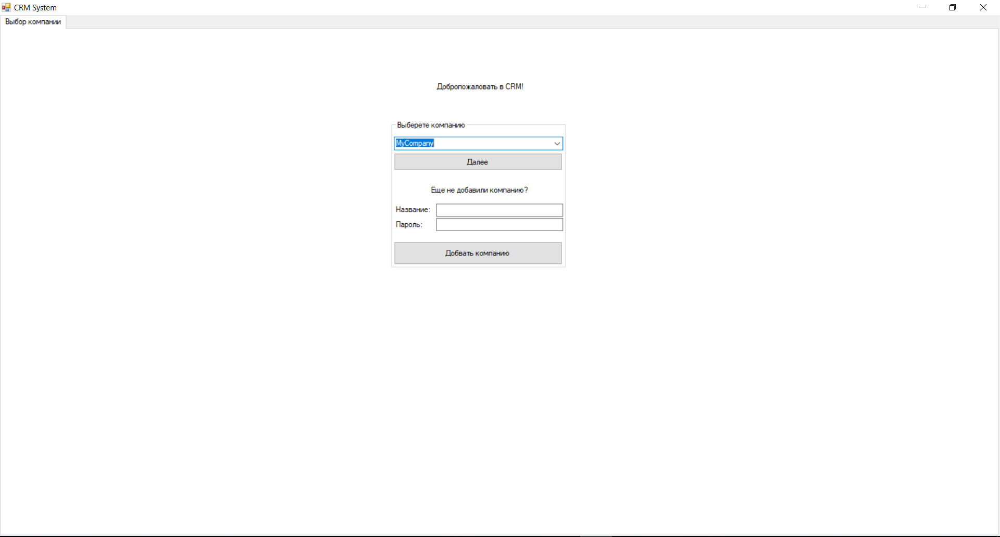 CRM System
Выбор компании
Добропожаловать в CRM!
Выберете компанию
MyCompany
Далее
Еще не добавили компанию?
Название:
Пароль:
Добвать компанию